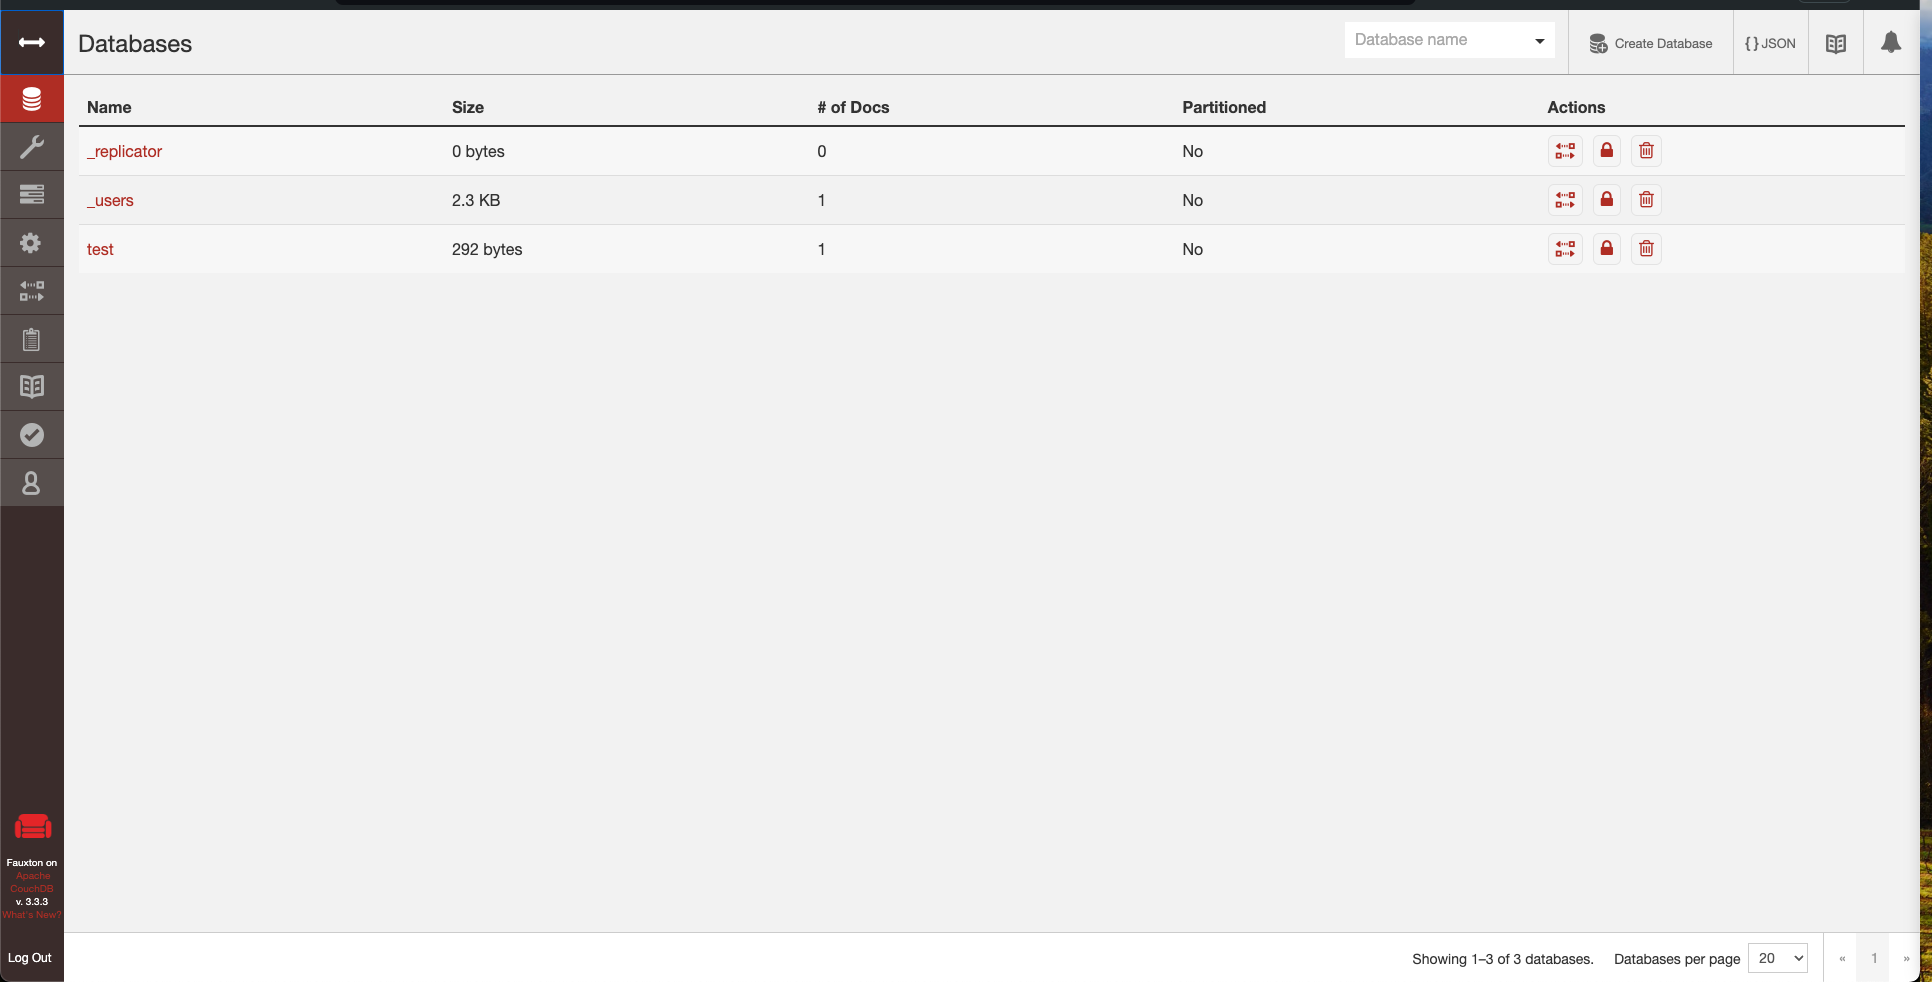 Databases
Database name
Create Database
{} JSON
Name Size # of Docs Partitioned Actions
_replicator 0 bytes 0 No
_users 2.3 KB 1 No
test 292 bytes 1 No
Fauxton on
Apache
CouchDB
v. 3.3.3
What's New?
Log Out
Showing 1–3 of 3 databases. Databases per page 20 « 1 »